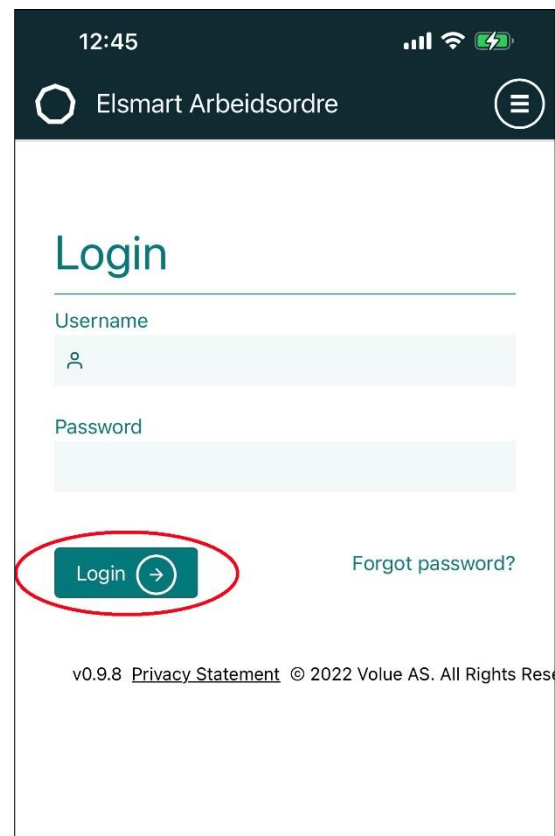 12:45
Elsmart Arbeidsordre
Login
Username
Password
Login
Forgot password?
v0.9.8 Privacy Statement © 2022 Volue AS. All Rights Rese